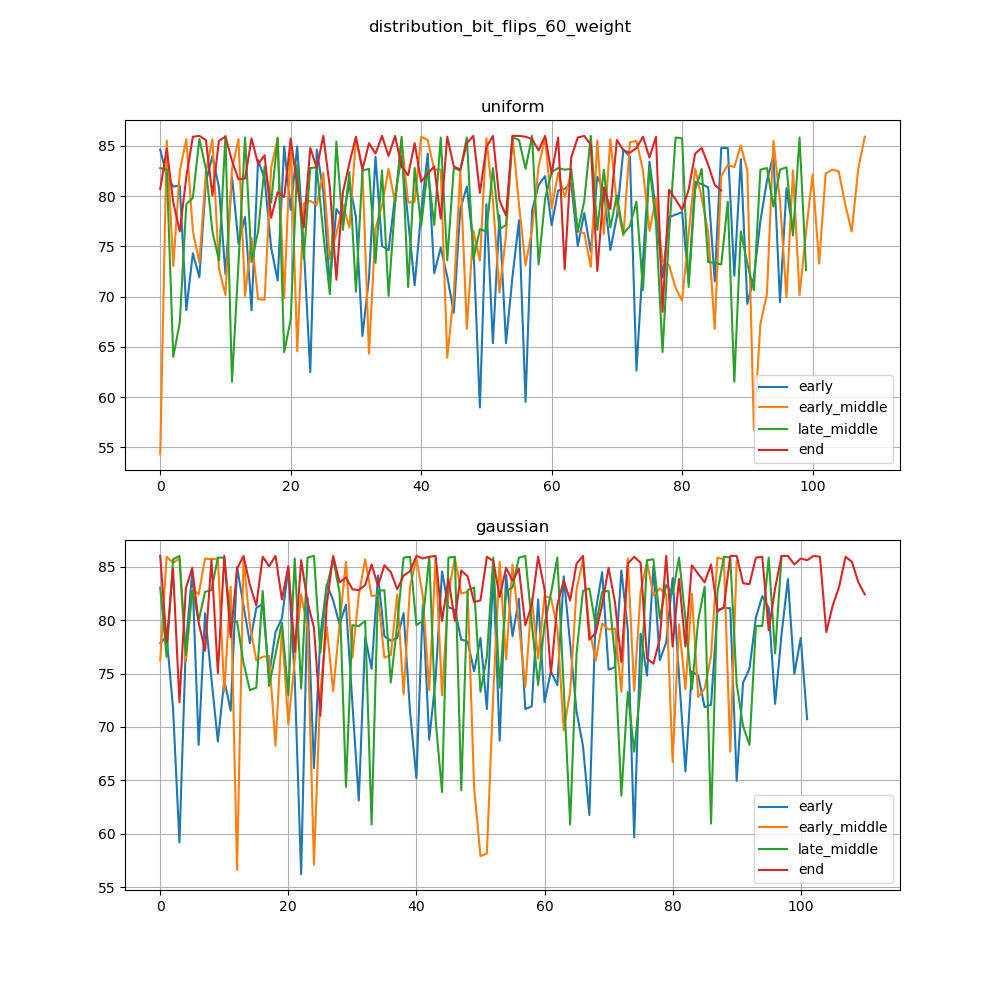 distribution_bit_flips_60_weight
uniform
85
80
75
70
65
60
55
0 20 40 60 80 100
early
early_middle
late_middle
end
gaussian
85
80
75
70
65
60
55
0 20 40 60 80 100
early
early_middle
late_middle
end